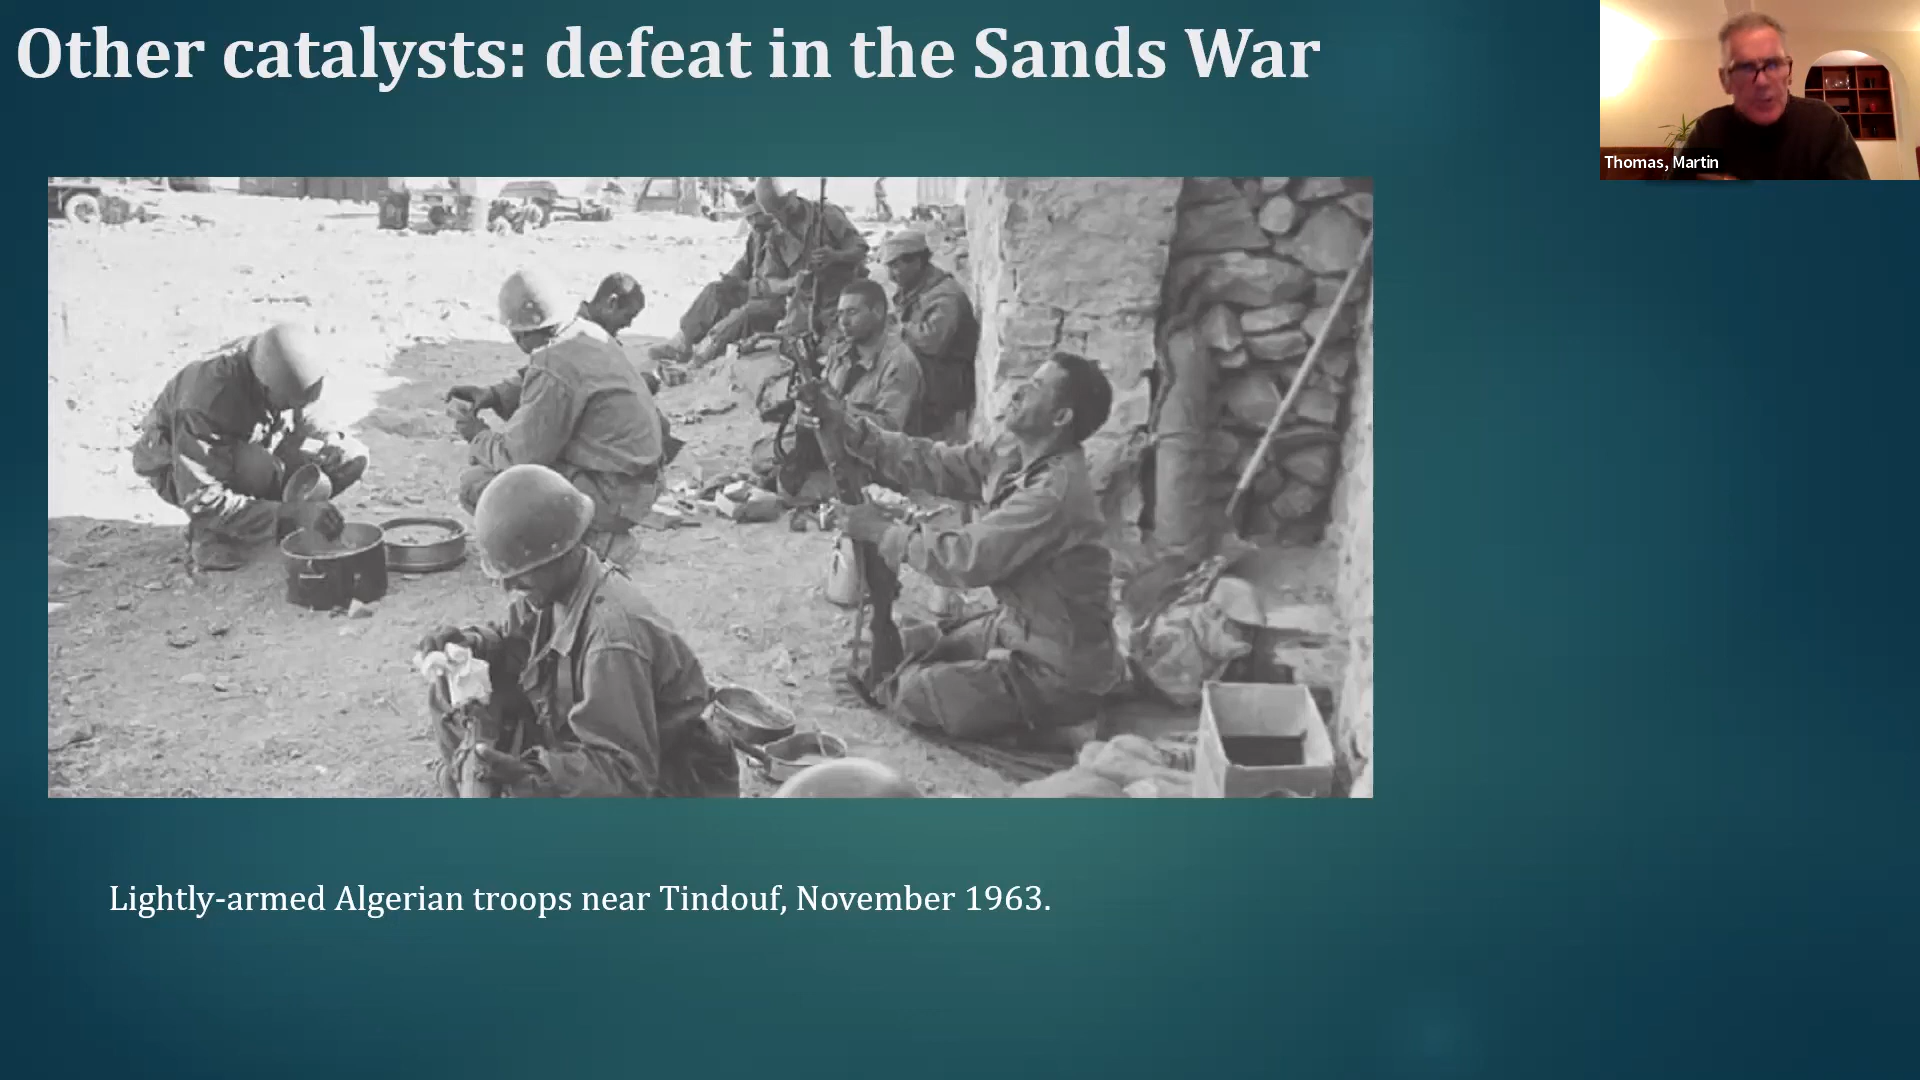 Other catalysts: defeat in the Sands War
Thomas, Martin
Lightly-armed Algerian troops near Tindouf, November 1963.